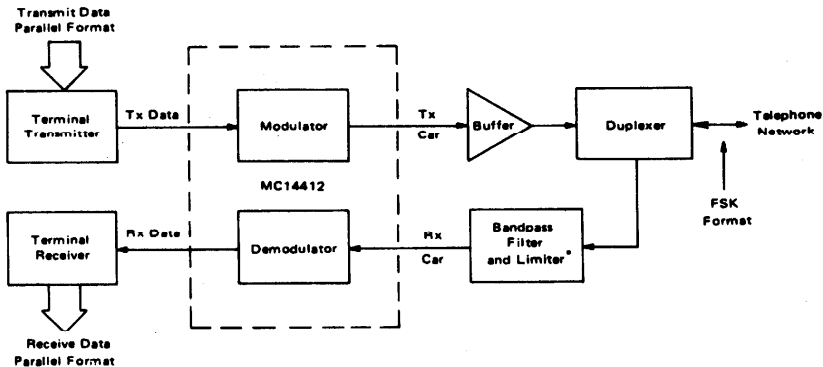 Transmit Data
Parallel Format
Terminal
Transmitter
Tx Data
Modulator
Tx
Car
Buffer
Duplexer
Telephone
Network
MC14412
FSK
Format
Terminal
Receiver
Rx Data
Demodulator
Rx
Car
Bandpass
Filter
and Limiter*
Receive Data
Parallel Format